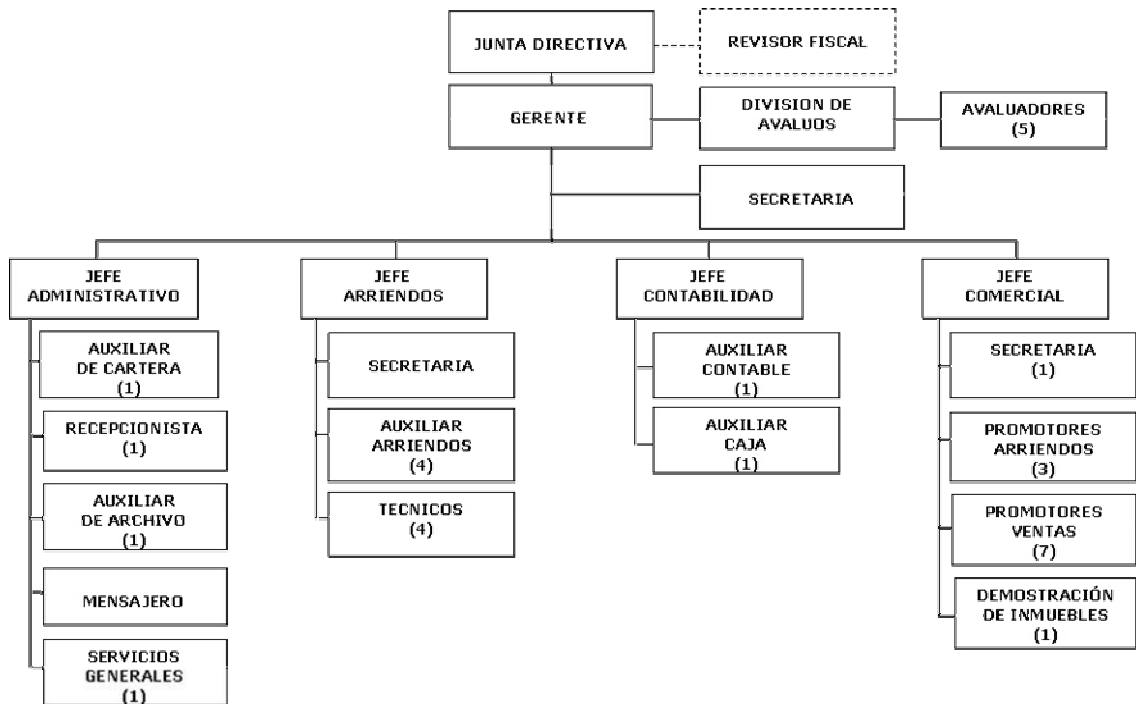 JUNTA DIRECTIVA
REVISOR FISCAL
GERENTE
DIVISION DE
AVALUOS
AVALUADORES
(5)
SECRETARIA
JEFE
ADMINISTRATIVO
AUXILIAR
DE CARTERA
(1)
RECEPCIONISTA
(1)
AUXILIAR
DE ARCHIVO
(1)
MENSAJERO
SERVICIOS
GENERALES
(1)
JEFE
ARRIENDOS
SECRETARIA
AUXILIAR
ARRIENDOS
(4)
TECNICOS
(4)
JEFE
CONTABILIDAD
AUXILIAR
CONTABLE
(1)
AUXILIAR
CAJA
(1)
JEFE
COMERCIAL
SECRETARIA
(1)
PROMOTORES
ARRIENDOS
(3)
PROMOTORES
VENTAS
(7)
DEMOSTRACIÓN
DE INMUEBLES
(1)